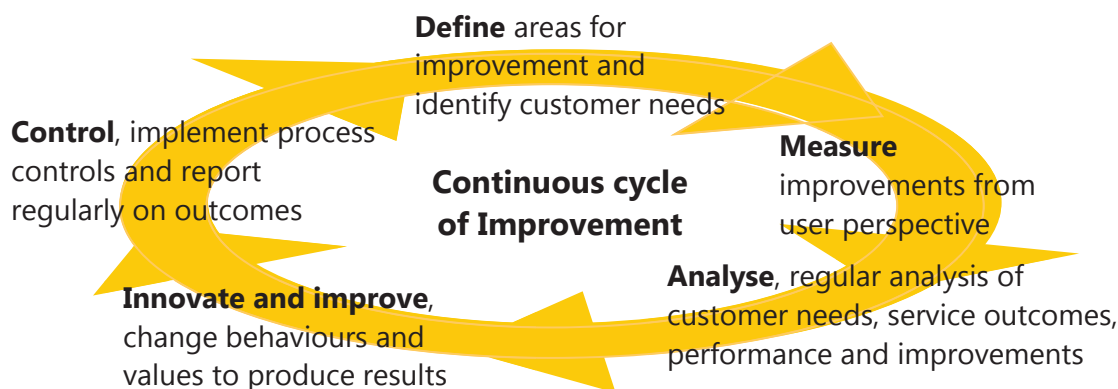 Define areas for
improvement and
identify customer needs
Measure
improvements from
user perspective
Analyse, regular analysis of
customer needs, service outcomes,
performance and improvements
Innovate and improve,
change behaviours and
values to produce results
Control, implement process
controls and report
regularly on outcomes
Continuous cycle
of Improvement